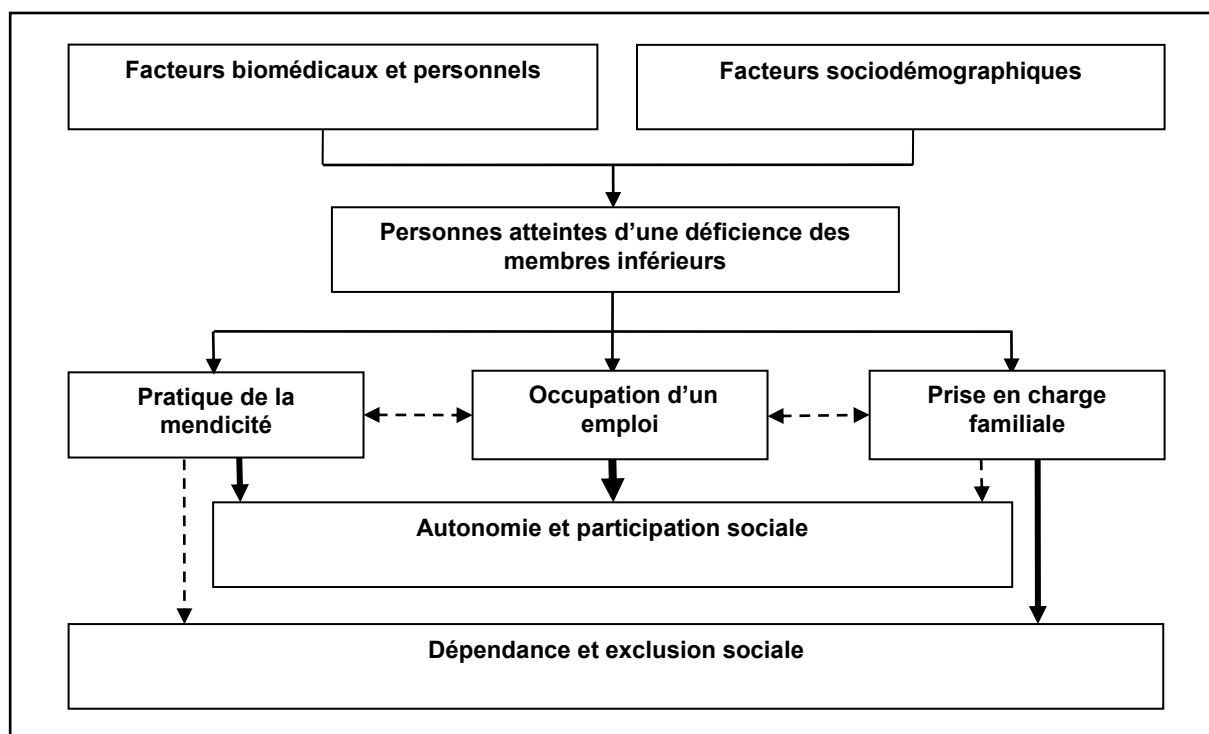 Facteurs biomédicaux et personnels
Facteurs sociodémographiques
Personnes atteintes d’une déficience des
membres inférieurs
Pratique de la
mendicité
Occupation d’un
emploi
Prise en charge
familiale
Autonomie et participation sociale
Dépendance et exclusion sociale